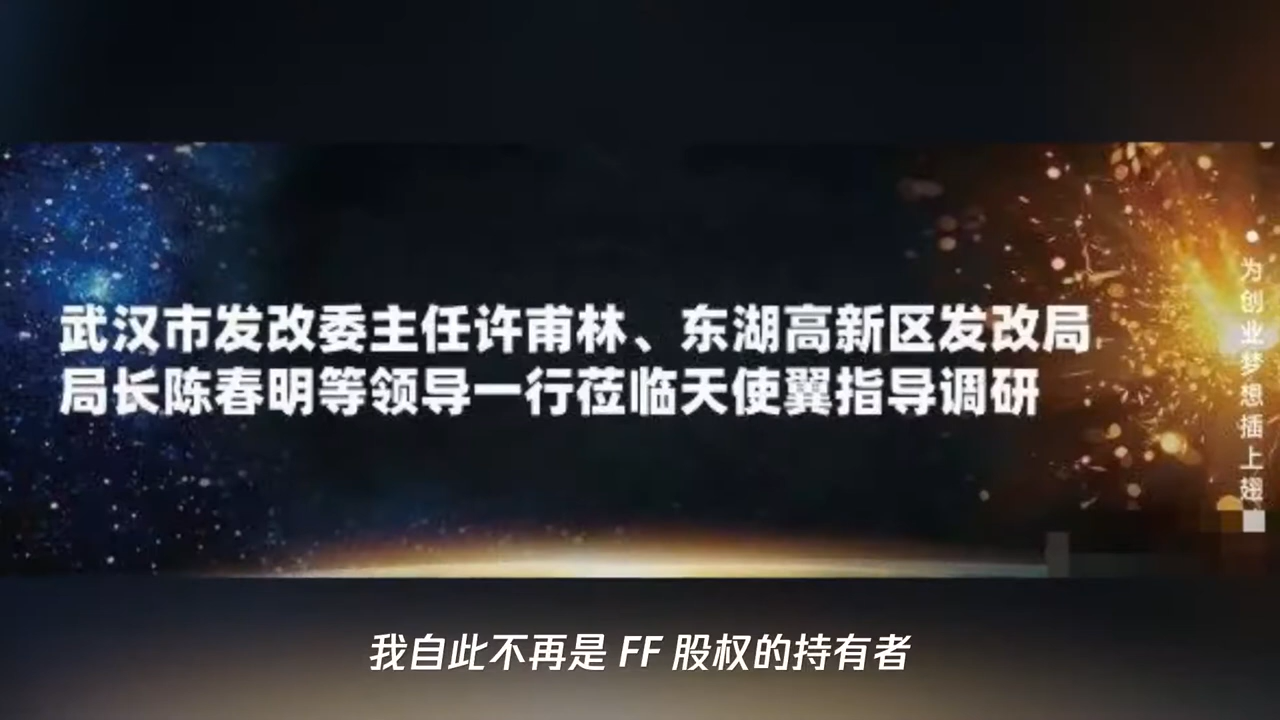 武汉市发改委主任许甫林、东湖高新区发改局
局长陈春明等领导一行莅临天使翼指导调研
为创业梦想插上翅
我自此不再是 FF 股权的持有者